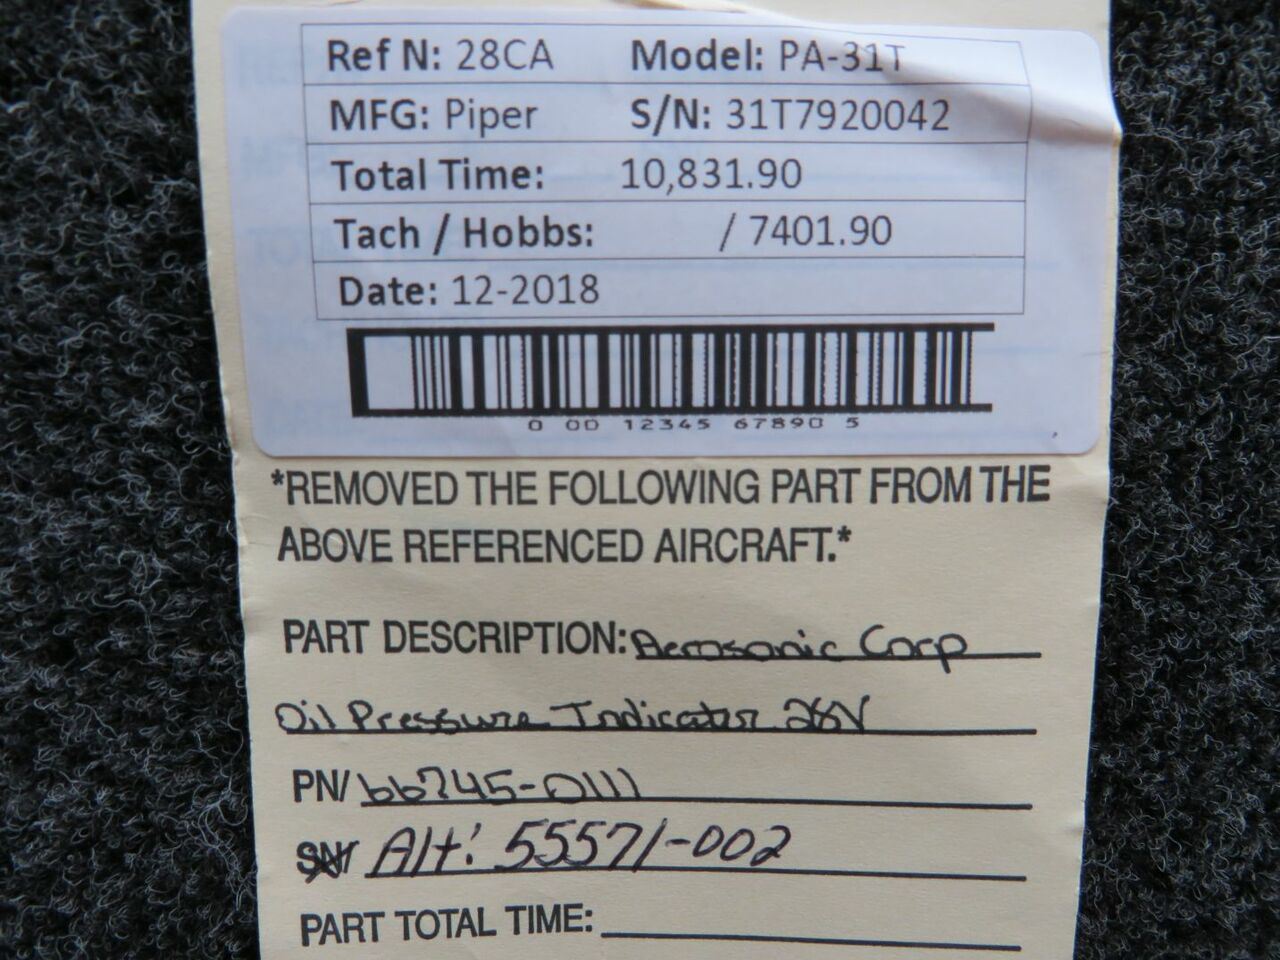 Ref N: 28CA Model: PA-31T
MFG: Piper S/N: 31T7920042
Total Time: 10,831.90
Tach / Hobbs: / 7401.90
Date: 12-2018
0 00 12345 67890 5
*REMOVED THE FOLLOWING PART FROM THE
ABOVE REFERENCED AIRCRAFT.*
PART DESCRIPTION: Aerosonic Corp
Oil Pressure Indicator 28V
PN/ 66745-0111
SN/ Alt: 55571-002
PART TOTAL TIME: